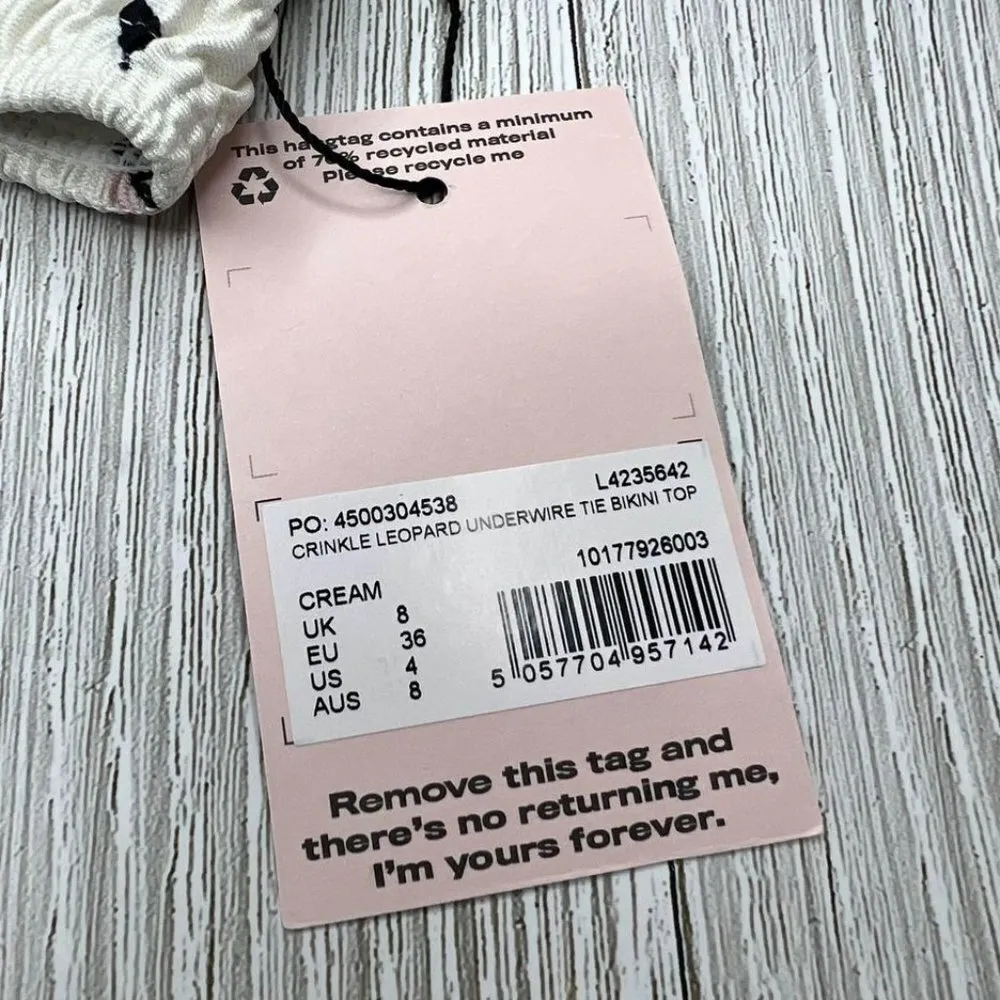 This hangtag contains a minimum
of % recycled material
Please recycle me
PO: 4500304538 L4235642
CRINKLE LEOPARD UNDERWIRE TIE BIKINI TOP
10177926003
CREAM
UK 8
EU 36
US 4
AUS 8
5 057704 957142
Remove this tag and
there's no returning me,
I'm yours forever.